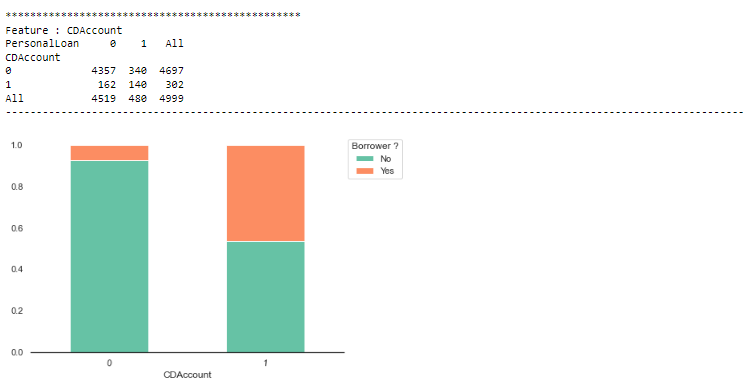 ************************************************
Feature : CDAccount
PersonalLoan 0 1 All
CDAccount
0 4357 340 4697
1 162 140 302
All 4519 480 4999
------------------------------------------------------------------------------------------------------------------------
1.0
Borrower ?
No
Yes
0.8
0.6
0.4
0.2
0.0
0 1
CDAccount